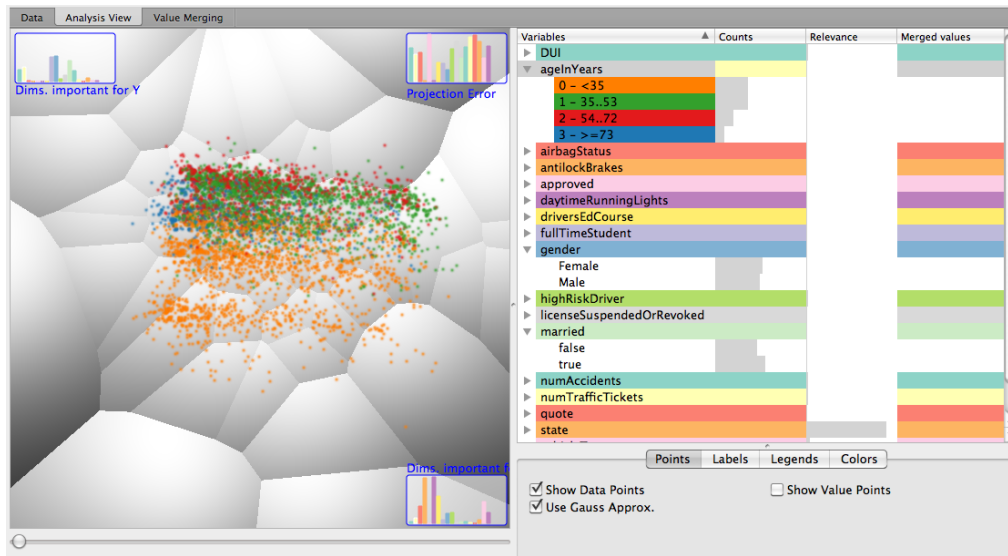 Data Analysis View Value Merging
Dims. important for Y
Projection Error
Dims. important f
Variables Counts Relevance Merged values
DUI
ageInYears
0 - <35
1 - 35..53
2 - 54..72
3 - >=73
airbagStatus
antilockBrakes
approved
daytimeRunningLights
driversEdCourse
fullTimeStudent
gender
Female
Male
highRiskDriver
licenseSuspendedOrRevoked
married
false
true
numAccidents
numTrafficTickets
quote
state
Points Labels Legends Colors
Show Data Points Show Value Points
Use Gauss Approx.